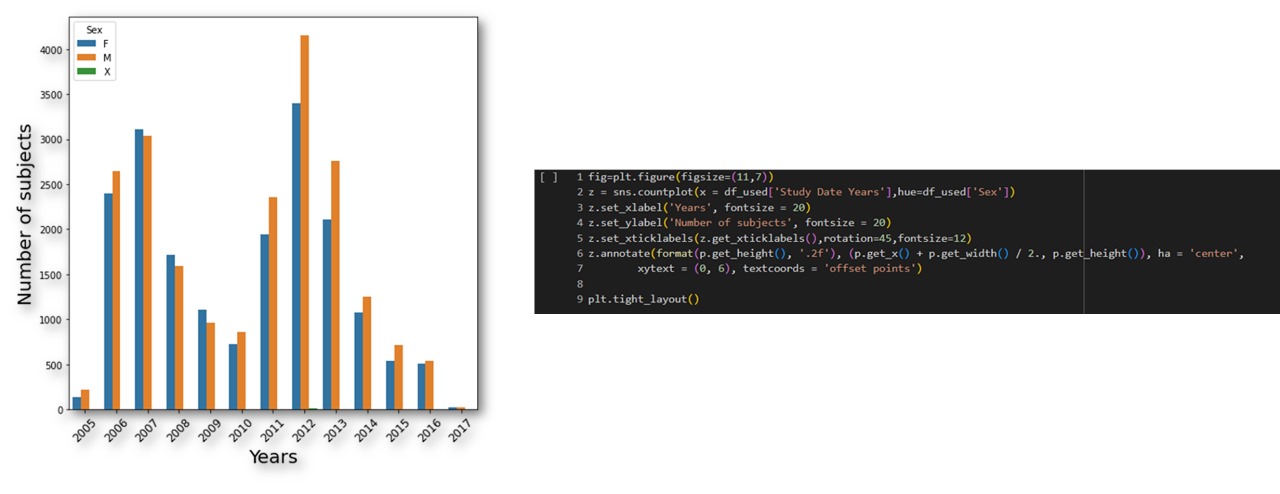 Sex
F
M
X
4000
3500
3000
2500
2000
1500
1000
500
0
Number of subjects
2005 2006 2007 2008 2009 2010 2011 2012 2013 2014 2015 2016 2017
Years
[ ] 1 fig=plt.figure(figsize=(11,7))
2 z = sns.countplot(x = df_used['Study Date Years'],hue=df_used['Sex'])
3 z.set_xlabel('Years', fontsize = 20)
4 z.set_ylabel('Number of subjects', fontsize = 20)
5 z.set_xticklabels(z.get_xticklabels(),rotation=45,fontsize=12)
6 z.annotate(format(p.get_height(), '.2f'), (p.get_x() + p.get_width() / 2., p.get_height()), ha = 'center',
7 xytext = (0, 6), textcoords = 'offset points')
8
9 plt.tight_layout()